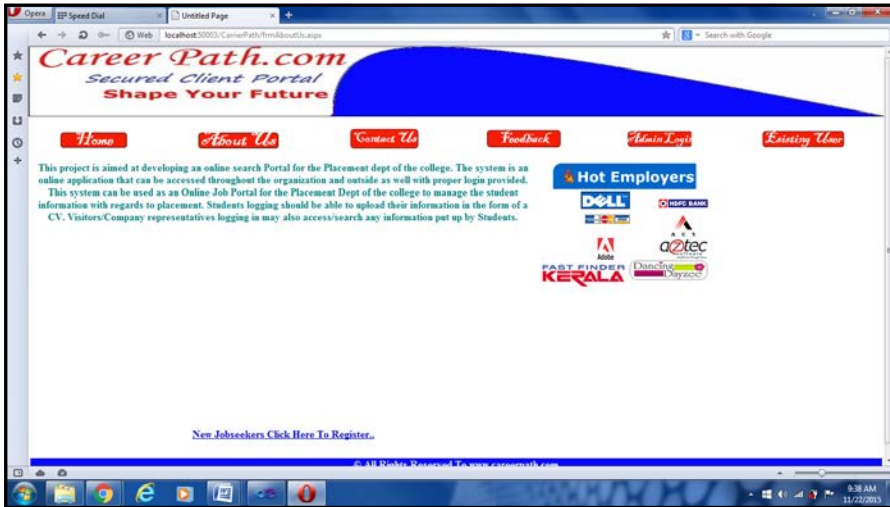 Opera
Speed Dial
Untitled Page
Web
localhost:50003/CarrierPath/frmAboutUs.aspx
Search with Google
Career Path.com
Secured Client Portal
Shape Your Future
Home
About Us
Contact Us
Feedback
Admin Login
Existing User
This project is aimed at developing an online search Portal for the Placement dept of the college. The system is an
online application that can be accessed throughout the organization and outside as well with proper login provided.
This system can be used as an Online Job Portal for the Placement Dept of the college to manage the student
information with regards to placement. Students logging should be able to upload their information in the form of a
CV. Visitors/Company representatives logging in may also access/search any information put up by Students.
Hot Employers
DELL
HDFC BANK
A C T
Adobe
aztec
FAST FINDER
KERALA
Dancing
Dayzee
New Jobseekers Click Here To Register..
© All Rights Reserved To www.careerpath.com
9:38 AM
11/22/2015